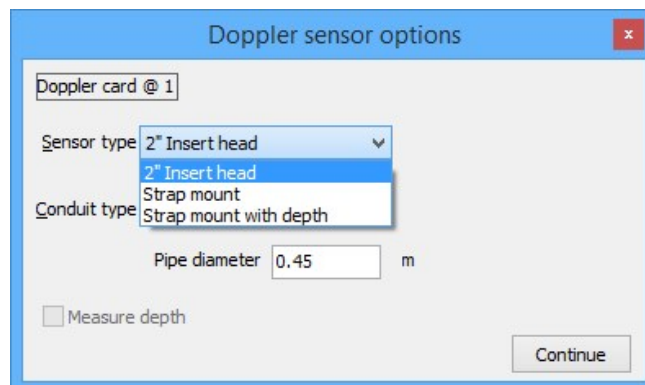 Doppler sensor options
x
Doppler card @ 1
Sensor type 2" Insert head
2" Insert head
Strap mount
Conduit type Strap mount with depth
Pipe diameter 0.45 m
Measure depth
Continue